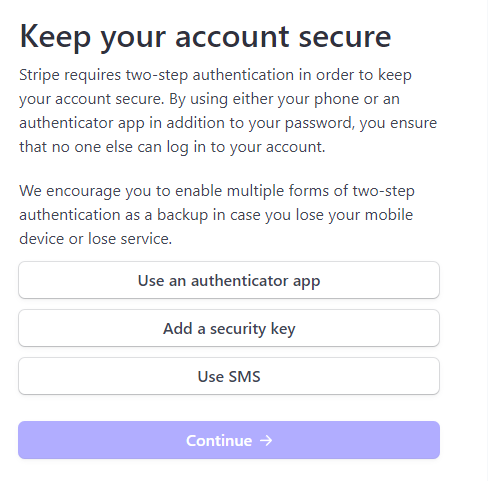 Keep your account secure
Stripe requires two-step authentication in order to keep
your account secure. By using either your phone or an
authenticator app in addition to your password, you ensure
that no one else can log in to your account.
We encourage you to enable multiple forms of two-step
authentication as a backup in case you lose your mobile
device or lose service.
Use an authenticator app
Add a security key
Use SMS
Continue →